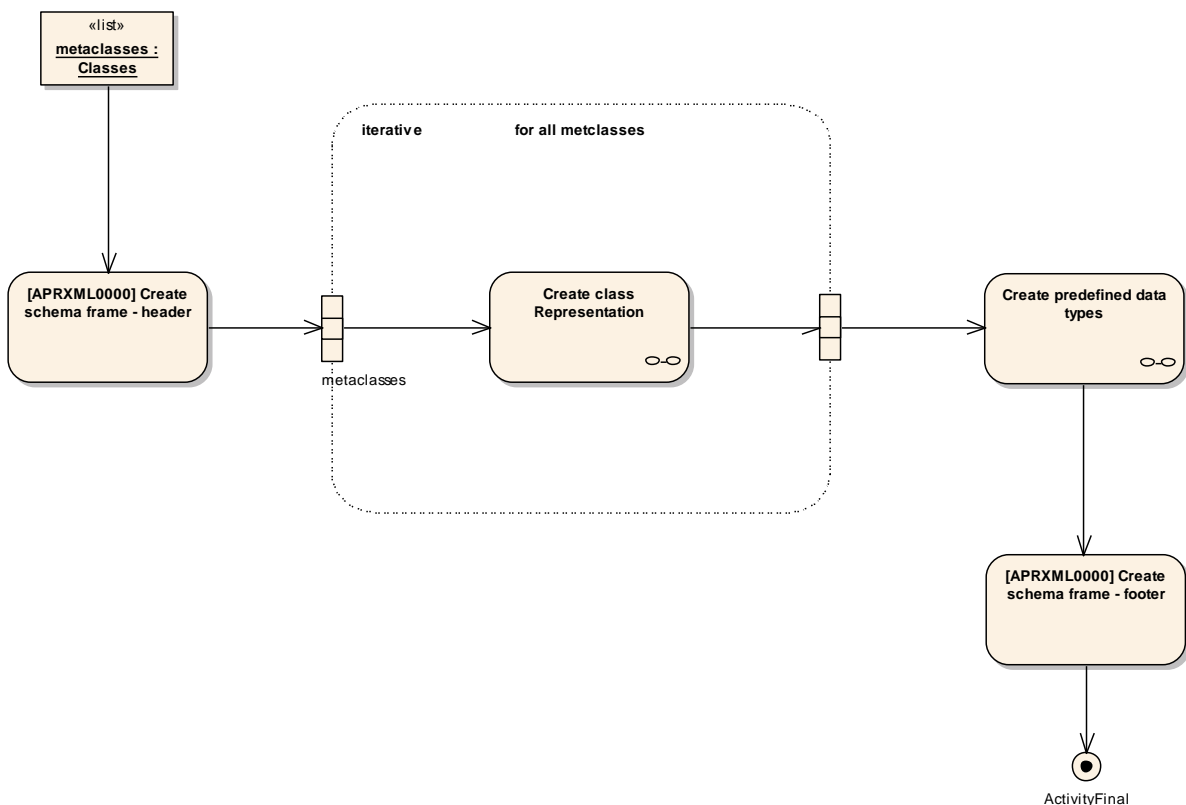 «list»
metaclasses :
Classes
iterative for all metclasses
[APRXML0000] Create
schema frame - header
metaclasses
Create class
Representation
Create predefined data
types
[APRXML0000] Create
schema frame - footer
ActivityFinal